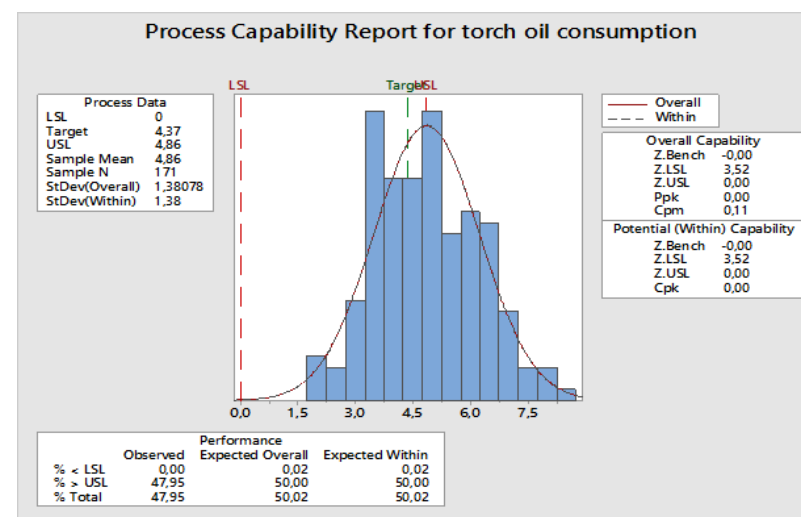 Process Capability Report for torch oil consumption
LSL
Target
USL
Process Data
LSL 0
Target 4,37
USL 4,86
Sample Mean 4,86
Sample N 171
StDev(Overall) 1,38078
StDev(Within) 1,38
Overall
Within
Overall Capability
Z.Bench -0,00
Z.LSL 3,52
Z.USL 0,00
Ppk 0,00
Cpm 0,11
Potential (Within) Capability
Z.Bench -0,00
Z.LSL 3,52
Z.USL 0,00
Cpk 0,00
0,0 1,5 3,0 4,5 6,0 7,5
Performance
Observed Expected Overall Expected Within
% < LSL 0,00 0,02 0,02
% > USL 47,95 50,00 50,00
% Total 47,95 50,02 50,02